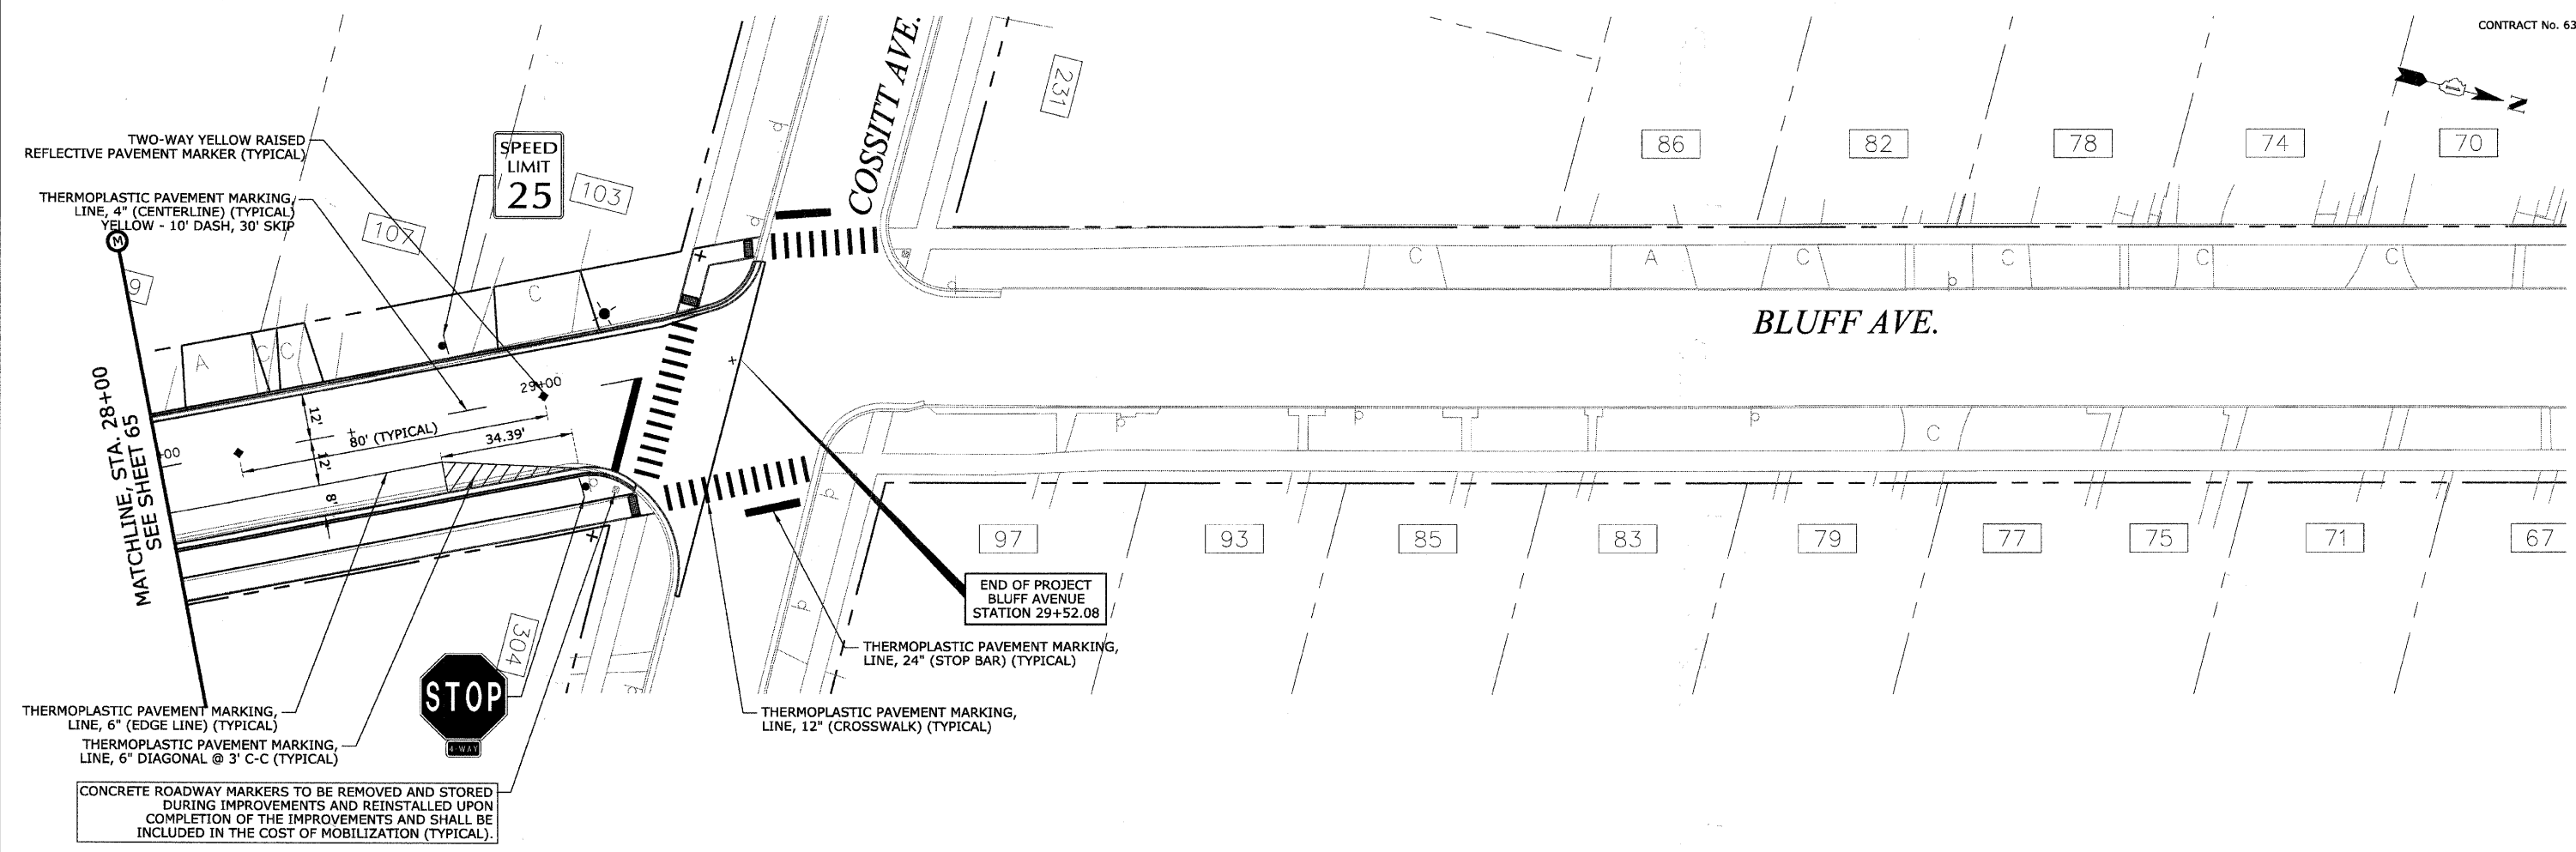 CONTRACT No. 63
COSSITT AVE.
231
N
TWO-WAY YELLOW RAISED
REFLECTIVE PAVEMENT MARKER (TYPICAL)
SPEED
LIMIT
25
103
86
82
78
74
70
THERMOPLASTIC PAVEMENT MARKING,
LINE, 4" (CENTERLINE) (TYPICAL)
YELLOW - 10' DASH, 30' SKIP
107
M
9
C
C
A
C
C
C
C
BLUFF AVE.
A
C
C
C
29+00
12'
80' (TYPICAL)
34.39'
12'
8'
+00
MATCHLINE, STA. 28+00
SEE SHEET 65
C
97
93
85
83
79
77
75
71
67
END OF PROJECT
BLUFF AVENUE
STATION 29+52.08
304
THERMOPLASTIC PAVEMENT MARKING,
LINE, 24" (STOP BAR) (TYPICAL)
STOP
4-WAY
THERMOPLASTIC PAVEMENT MARKING,
LINE, 6" (EDGE LINE) (TYPICAL)
THERMOPLASTIC PAVEMENT MARKING,
LINE, 12" (CROSSWALK) (TYPICAL)
THERMOPLASTIC PAVEMENT MARKING,
LINE, 6" DIAGONAL @ 3' C-C (TYPICAL)
CONCRETE ROADWAY MARKERS TO BE REMOVED AND STORED
DURING IMPROVEMENTS AND REINSTALLED UPON
COMPLETION OF THE IMPROVEMENTS AND SHALL BE
INCLUDED IN THE COST OF MOBILIZATION (TYPICAL).